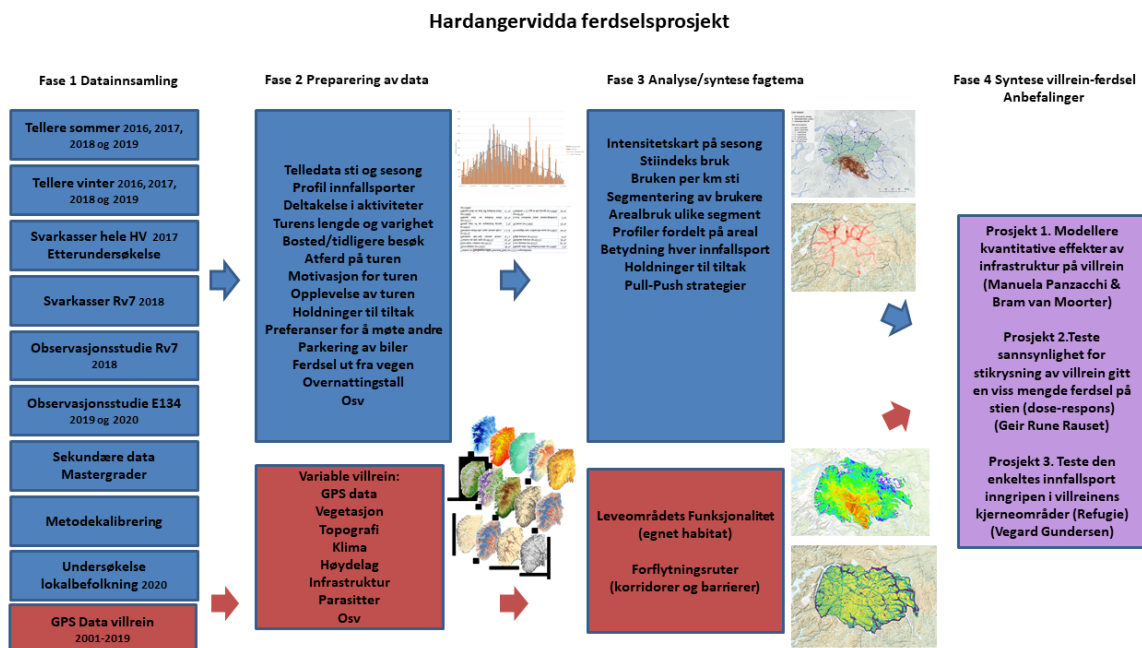 Hardangervidda ferdselsprosjekt
Fase 1 Datainnsamling
Tellere sommer 2016, 2017,
2018 og 2019
Tellere vinter 2016, 2017,
2018 og 2019
Svarkasser hele HV 2017
Etterundersøkelse
Svarkasser Rv7 2018
Observasjonsstudie Rv7
2018
Observasjonsstudie E134
2019 og 2020
Sekundære data
Mastergrader
Metodekalibrering
Undersøkelse
lokalbefolkning 2020
GPS Data villrein
2001-2019
Fase 2 Preparering av data
Telledata sti og sesong
Profil innfallsporter
Deltakelse i aktiviteter
Turens lengde og varighet
Bosted/tidligere besøk
Atferd på turen
Motivasjon for turen
Opplevelse av turen
Holdninger til tiltak
Preferanser for å møte andre
Parkering av biler
Ferdsel ut fra vegen
Overnattingstall
Osv
Variable villrein:
GPS data
Vegetasjon
Topografi
Klima
Høydelag
Infrastruktur
Parasitter
Osv
Fase 3 Analyse/syntese fagtema
Intensitetskart på sesong
Stiindeks bruk
Bruken per km sti
Segmentering av brukere
Arealbruk ulike segment
Profiler fordelt på areal
Betydning hver innfallsport
Holdninger til tiltak
Pull-Push strategier
Leveområdets Funksjonalitet
(egnet habitat)
Forflytningsruter
(korridorer og barrierer)
Fase 4 Syntese villrein-ferdsel
Anbefalinger
Prosjekt 1. Modellere
kvantitative effekter av
infrastruktur på villrein
(Manuela Panzacchi &
Bram van Moorter)
Prosjekt 2.Teste
sannsynlighet for
stikrysning av villrein gitt
en viss mengde ferdsel på
stien (dose-respons)
(Geir Rune Rauset)
Prosjekt 3. Teste den
enkeltes innfallsport
inngripen i villreinens
kjerneområder (Refugie)
(Vegard Gundersen)